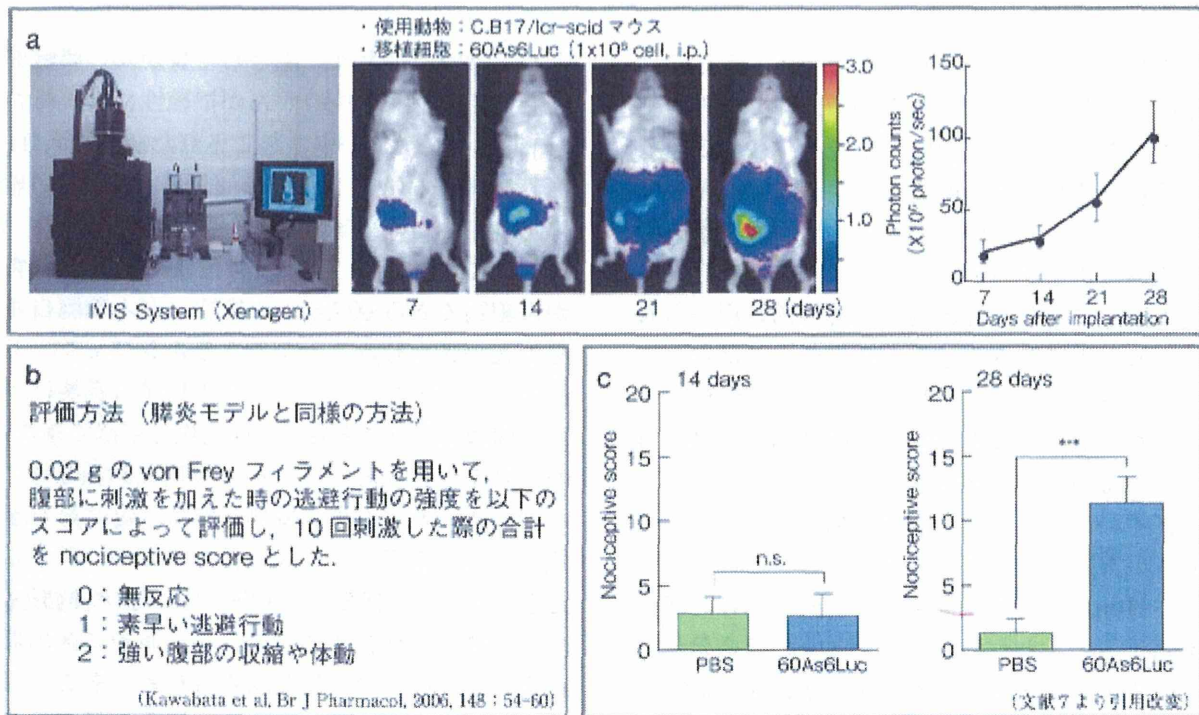 a
・使用動物：C.B17/Icr-scid マウス
・移植細胞：60As6Luc (1x10⁶ cell, i.p.)
IVIS System (Xenogen)
7
14
21
28 (days)
3.0
2.0
1.0
Photon counts
(X10⁶ photon/sec)
150
100
50
0
7
14
21
28
Days after implantation
b
評価方法（膵炎モデルと同様の方法）
0.02 g の von Frey フィラメントを用いて，
腹部に刺激を加えた時の逃避行動の強度を以下の
スコアによって評価し，10 回刺激した際の合計
を nociceptive score とした.
0：無反応
1：素早い逃避行動
2：強い腹部の収縮や体動
(Kawabata et al, Br J Pharmacol, 2006, 148：54-60)
c
14 days
Nociceptive score
20
15
10
5
0
n.s.
PBS
60As6Luc
28 days
Nociceptive score
20
15
10
5
0
***
PBS
60As6Luc
(文献 7 より引用改変)